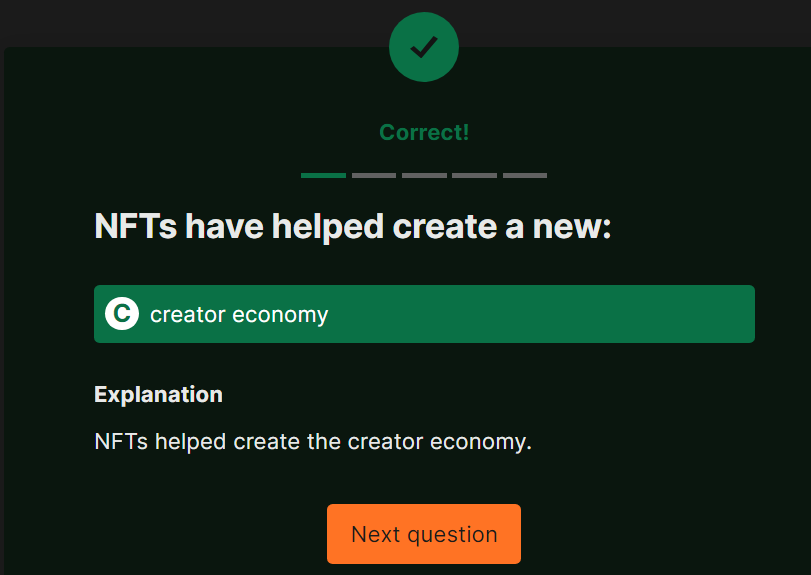 Correct!
NFTs have helped create a new:
C creator economy
Explanation
NFTs helped create the creator economy.
Next question